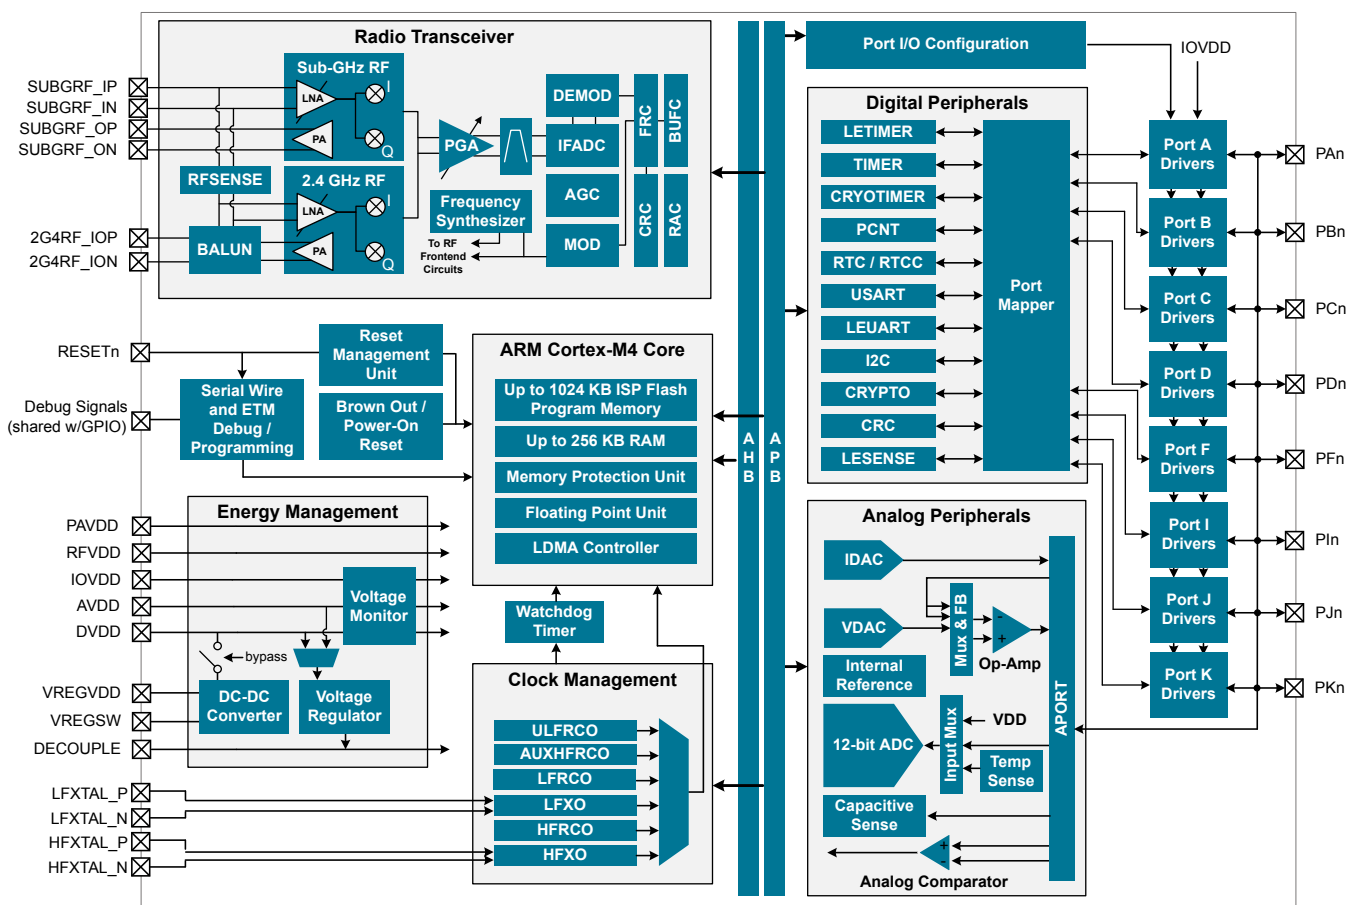 Radio Transceiver
Sub-GHz RF
SUBGRF_IP
SUBGRF_IN
SUBGRF_OP
SUBGRF_ON
LNA
I
PA
Q
RFSENSE
2.4 GHz RF
LNA
I
PA
Q
2G4RF_IOP
2G4RF_ION
BALUN
PGA
DEMOD
IFADC
AGC
MOD
FRC
BUFC
CRC
RAC
Frequency
Synthesizer
To RF
Frontend
Circuits
RESETn
Debug Signals
(shared w/GPIO)
Reset
Management
Unit
Serial Wire
and ETM
Debug /
Programming
Brown Out /
Power-On
Reset
ARM Cortex-M4 Core
Up to 1024 KB ISP Flash
Program Memory
Up to 256 KB RAM
Memory Protection Unit
Floating Point Unit
LDMA Controller
Watchdog
Timer
Energy Management
PAVDD
RFVDD
IOVDD
AVDD
DVDD
Voltage
Monitor
bypass
VREGVDD
VREGSW
DECOUPLE
DC-DC
Converter
Voltage
Regulator
LFXTAL_P
LFXTAL_N
HFXTAL_P
HFXTAL_N
Clock Management
ULFRCO
AUXHFRCO
LFRCO
LFXO
HFRCO
HFXO
A
H
B
A
P
B
Port I/O Configuration
IOVDD
Digital Peripherals
LETIMER
TIMER
CRYOTIMER
PCNT
RTC / RTCC
USART
LEUART
I2C
CRYPTO
CRC
LESENSE
Port
Mapper
Analog Peripherals
IDAC
VDAC
Mux & FB
-
+
Op-Amp
Internal
Reference
12-bit ADC
Input Mux
VDD
Temp
Sense
Capacitive
Sense
+
-
Analog Comparator
APORT
Port A
Drivers
Port B
Drivers
Port C
Drivers
Port D
Drivers
Port F
Drivers
Port I
Drivers
Port J
Drivers
Port K
Drivers
PAn
PBn
PCn
PDn
PFn
PIn
PJn
PKn